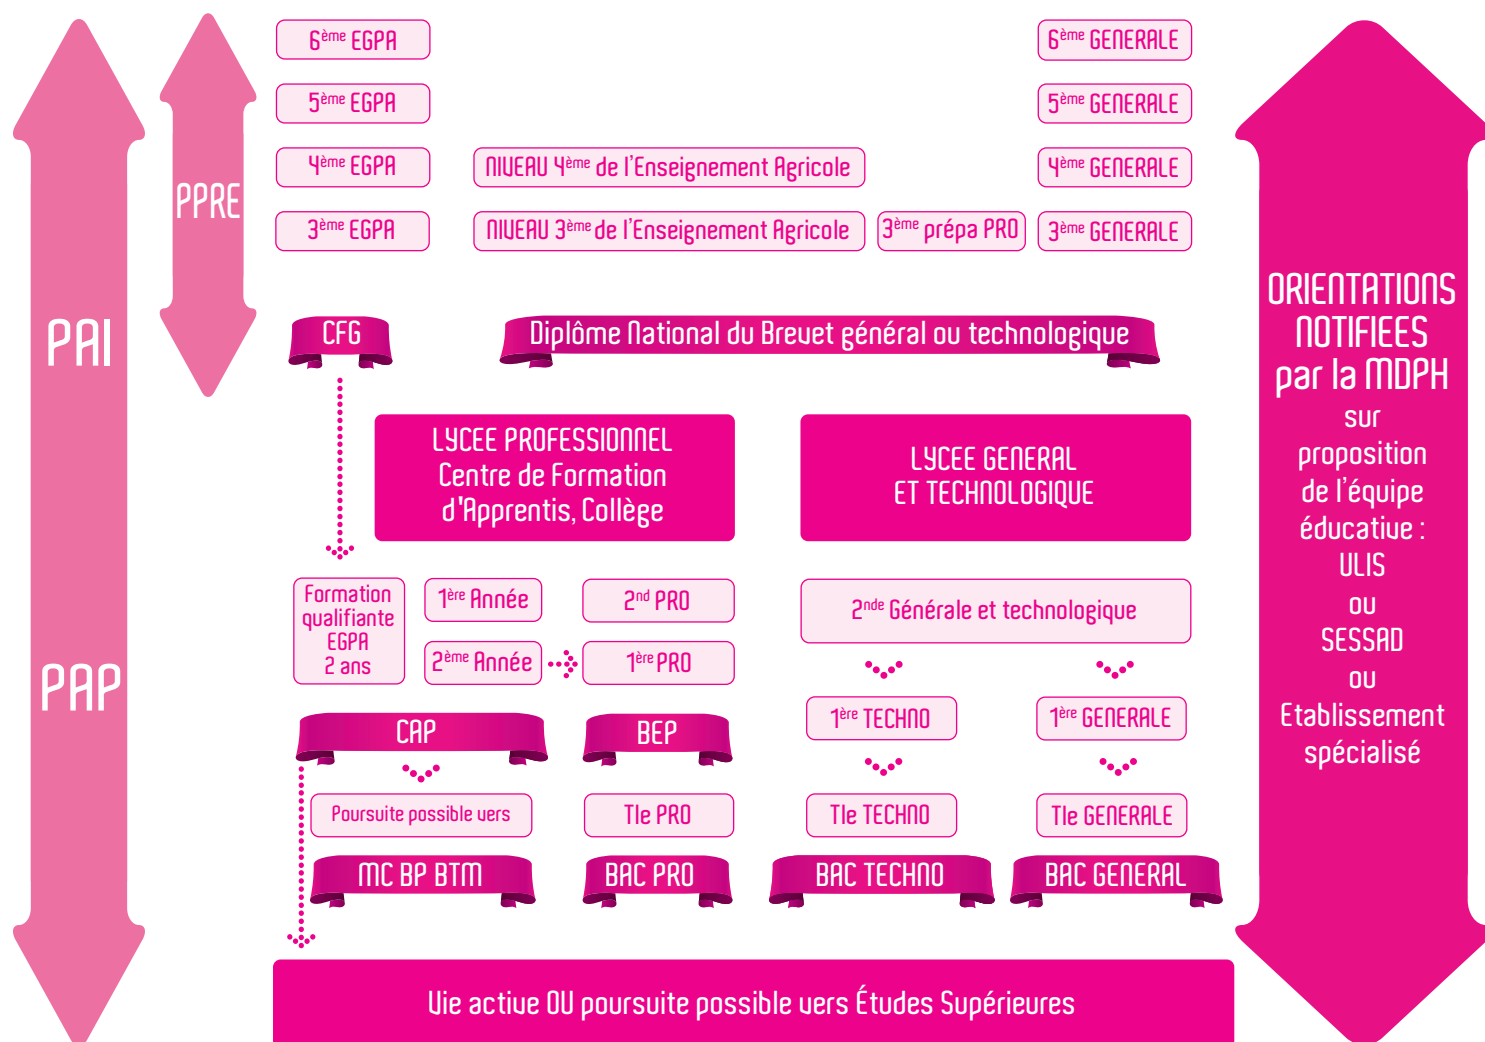 6ème EGPA
6ème GENERALE
5ème EGPA
5ème GENERALE
4ème EGPA
NIVEAU 4ème de l'Enseignement Agricole
4ème GENERALE
PPRE
3ème EGPA
NIVEAU 3ème de l'Enseignement Agricole
3ème prépa PRO
3ème GENERALE
PAI
CFG
Diplôme National du Brevet général ou technologique
LYCEE PROFESSIONNEL
Centre de Formation
d'Apprentis, Collège
LYCEE GENERAL
ET TECHNOLOGIQUE
Formation
qualifiante
EGPA
2 ans
1ère Année
2nd PRO
2nde Générale et technologique
2ème Année
1ère PRO
PAP
CAP
BEP
1ère TECHNO
1ère GENERALE
Poursuite possible vers
Tle PRO
Tle TECHNO
Tle GENERALE
MC BP BTM
BAC PRO
BAC TECHNO
BAC GENERAL
Vie active OU poursuite possible vers Études Supérieures
ORIENTATIONS
NOTIFIEES
par la MDPH
sur
proposition
de l'équipe
éducative :
ULIS
ou
SESSAD
ou
Etablissement
spécialisé